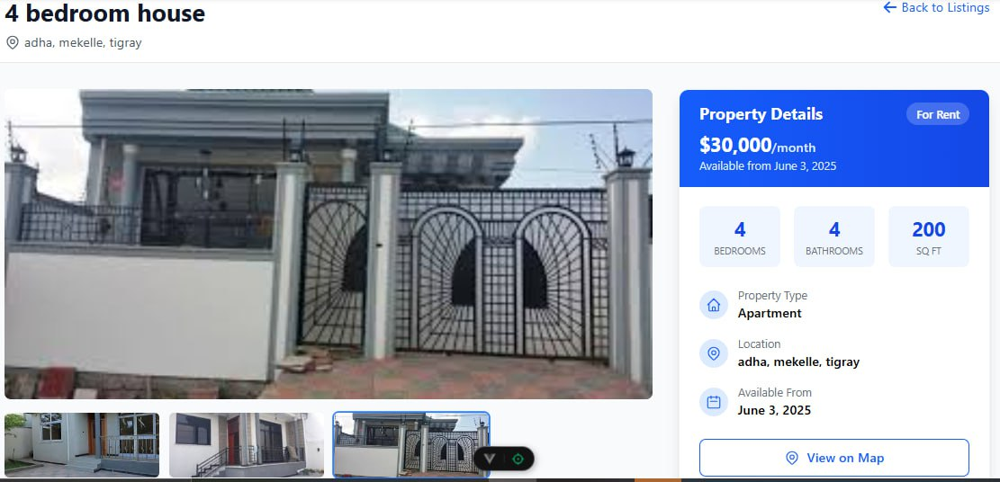 4 bedroom house
Back to Listings
adha, mekelle, tigray
Property Details
For Rent
$30,000/month
Available from June 3, 2025
4
BEDROOMS
4
BATHROOMS
200
SQ FT
Property Type
Apartment
Location
adha, mekelle, tigray
Available From
June 3, 2025
View on Map